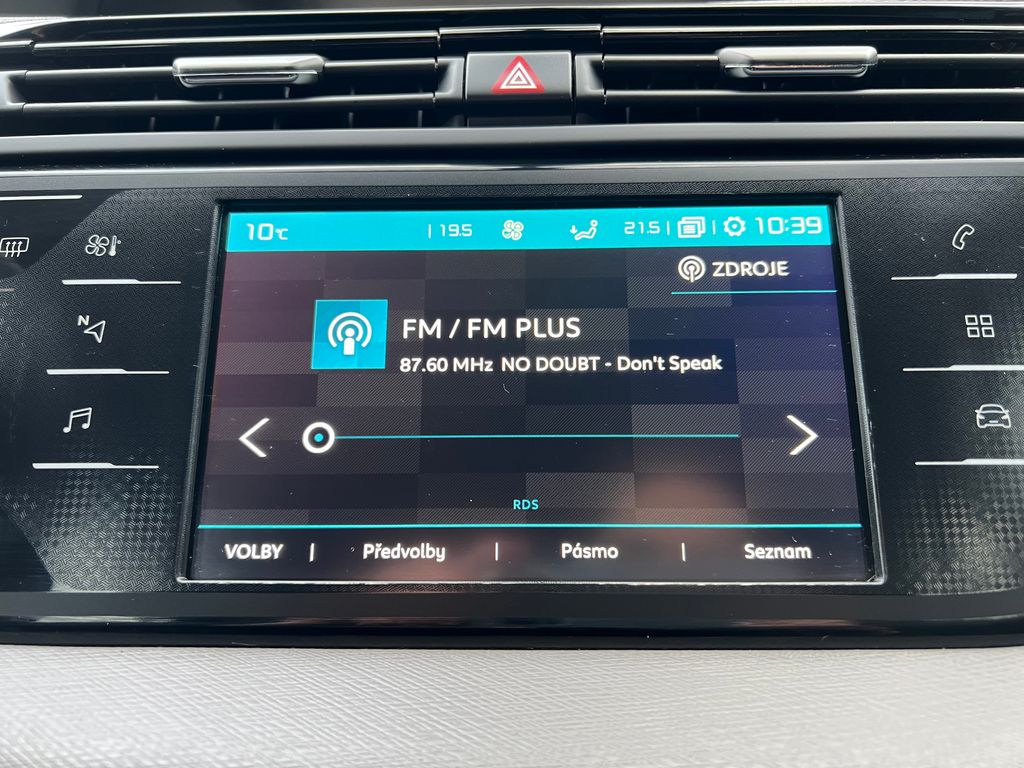 10°C | 19.5 21.5 | | 10:39
ZDROJE
N
FM / FM PLUS
87.60 MHz NO DOUBT - Don't Speak
RDS
VOLBY | Předvolby | Pásmo | Seznam